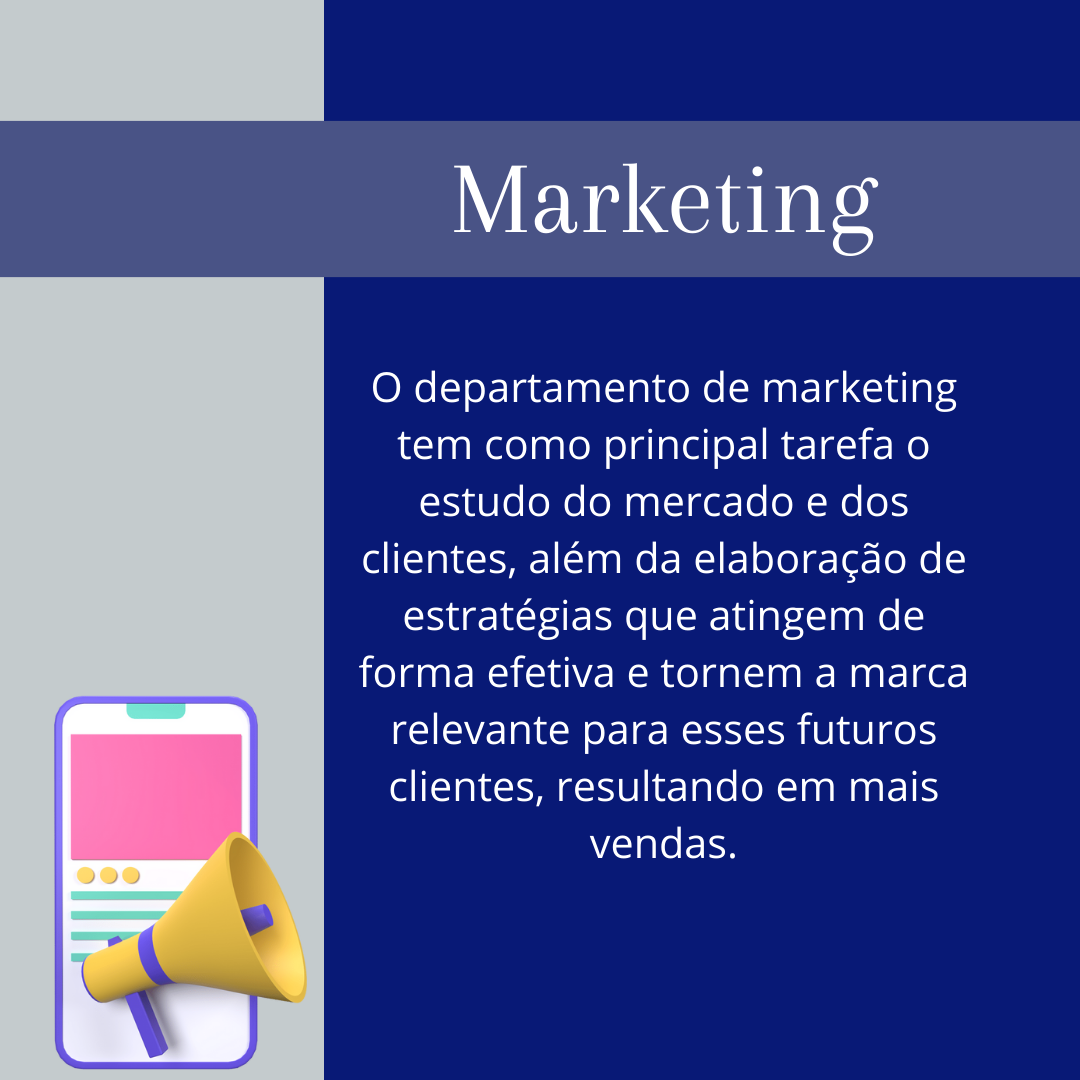 Marketing
O departamento de marketing
tem como principal tarefa o
estudo do mercado e dos
clientes, além da elaboração de
estratégias que atingem de
forma efetiva e tornem a marca
relevante para esses futuros
clientes, resultando em mais
vendas.